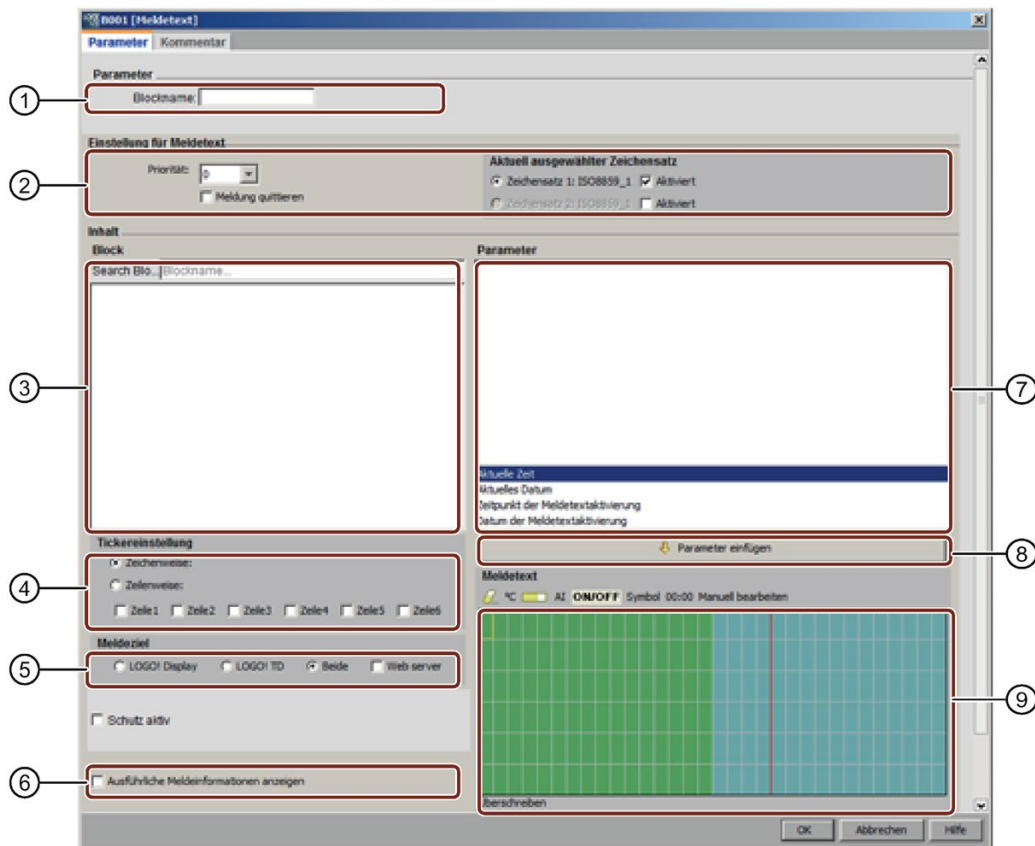 B001 [Meldetext]
Parameter Kommentar
Parameter
① Blockname:
Einstellung für Meldetext
② Priorität: 0
Meldung quittieren
Aktuell ausgewählter Zeichensatz
Zeichensatz 1: ISO8859_1 Aktiviert
Zeichensatz 2: ISO8859_1 Aktiviert
Inhalt
Block
Search Blo... Blockname...
③
Parameter
⑦
Aktuelle Zeit
Aktuelles Datum
Zeitpunkt der Meldetextaktivierung
Datum der Meldetextaktivierung
⑧ Parameter einfügen
Tickereinstellung
④ Zeichenweise:
Zeilenweise:
Zeile1 Zeile2 Zeile3 Zeile4 Zeile5 Zeile6
Meldeziel
⑤ LOGO! Display LOGO! TD Beide Web server
Schutz aktiv
⑥ Ausführliche Meldeinformationen anzeigen
Meldetext
°C AI ON/OFF Symbol 00:00 Manuell bearbeiten
⑨
Überschreiben
OK Abbrechen Hilfe